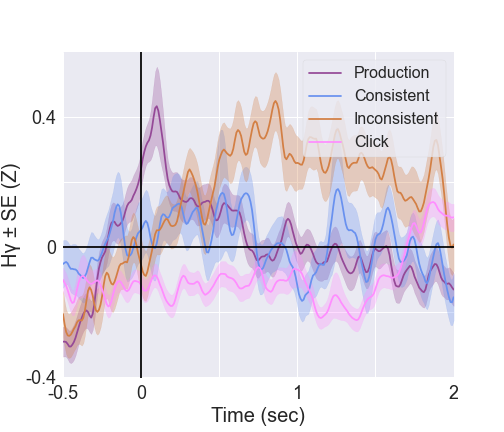 Production
Consistent
Inconsistent
Click
0.4
0
-0.4
Hγ ± SE (Z)
-0.5 0 1 2
Time (sec)